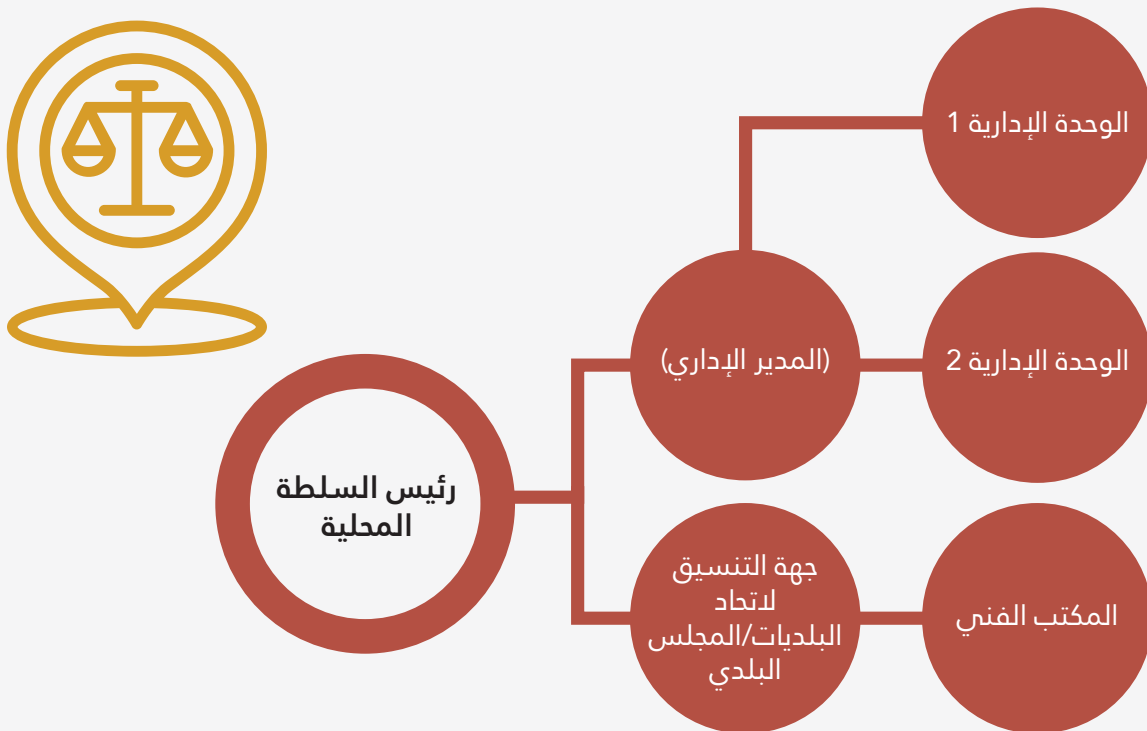 الوحدة الإدارية 1
(المدير الإداري)
الوحدة الإدارية 2
رئيس السلطة
المحلية
جهة التنسيق
لاتحاد
البلديات/المجلس
البلدي
المكتب الفني